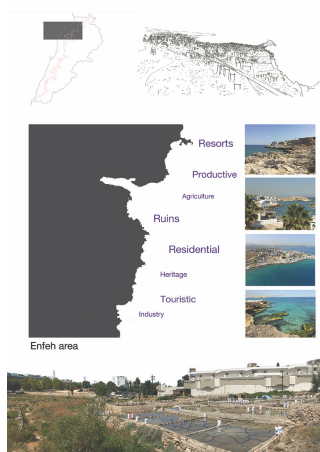 Resorts
Productive
Agriculture
Ruins
Residential
Heritage
Touristic
Industry
Enfeh area